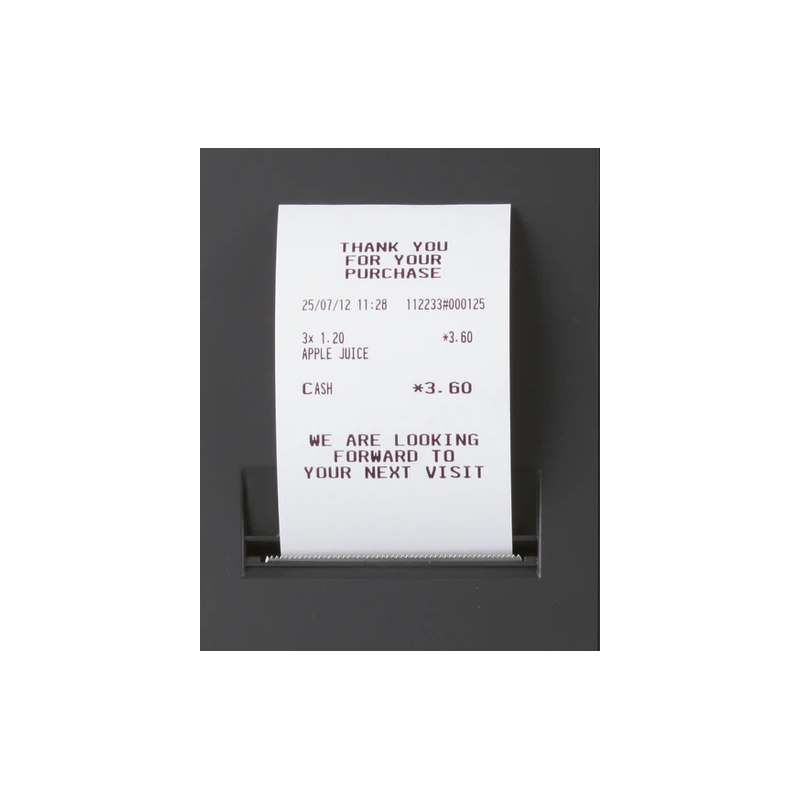 THANK YOU
FOR YOUR
PURCHASE
25/07/12 11:28 112233#000125
3x 1.20 *3.60
APPLE JUICE
CASH *3.60
WE ARE LOOKING
FORWARD TO
YOUR NEXT VISIT